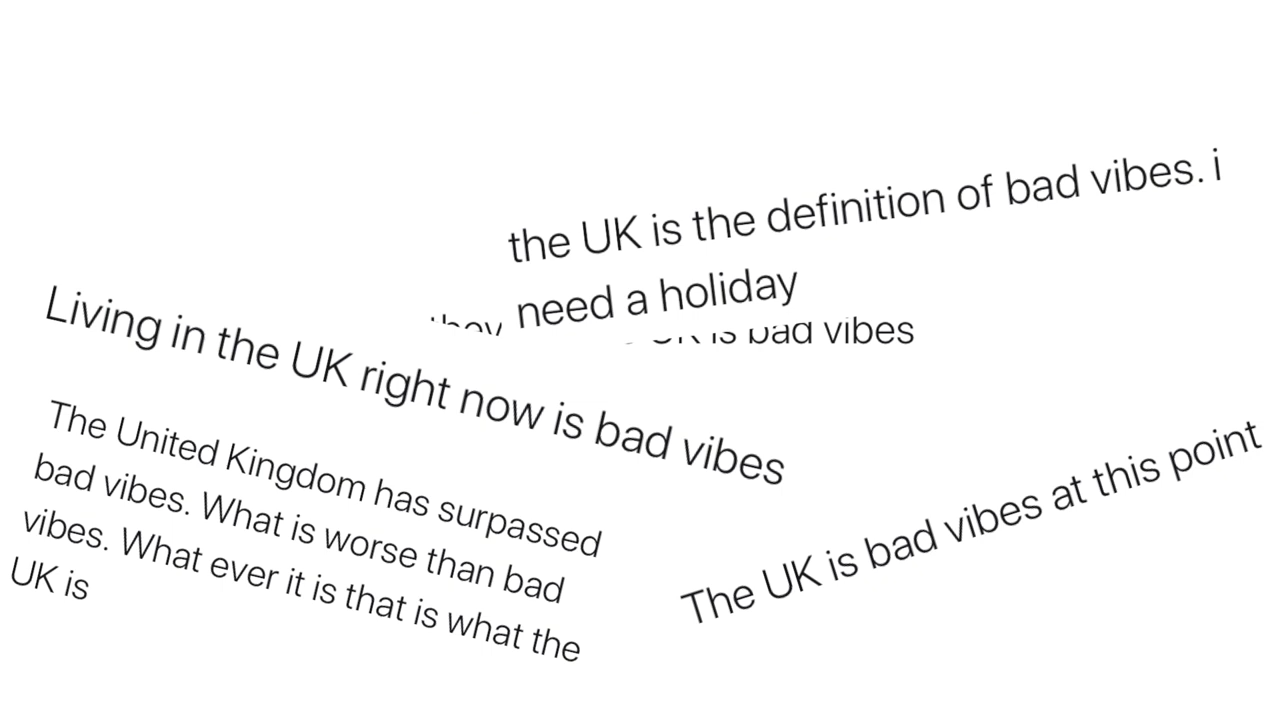 the UK is the definition of bad vibes. i
need a holiday
is bad vibes
Living in the UK right now is bad vibes
The United Kingdom has surpassed
bad vibes. What is worse than bad
vibes. What ever it is that is what the
UK is
The UK is bad vibes at this point